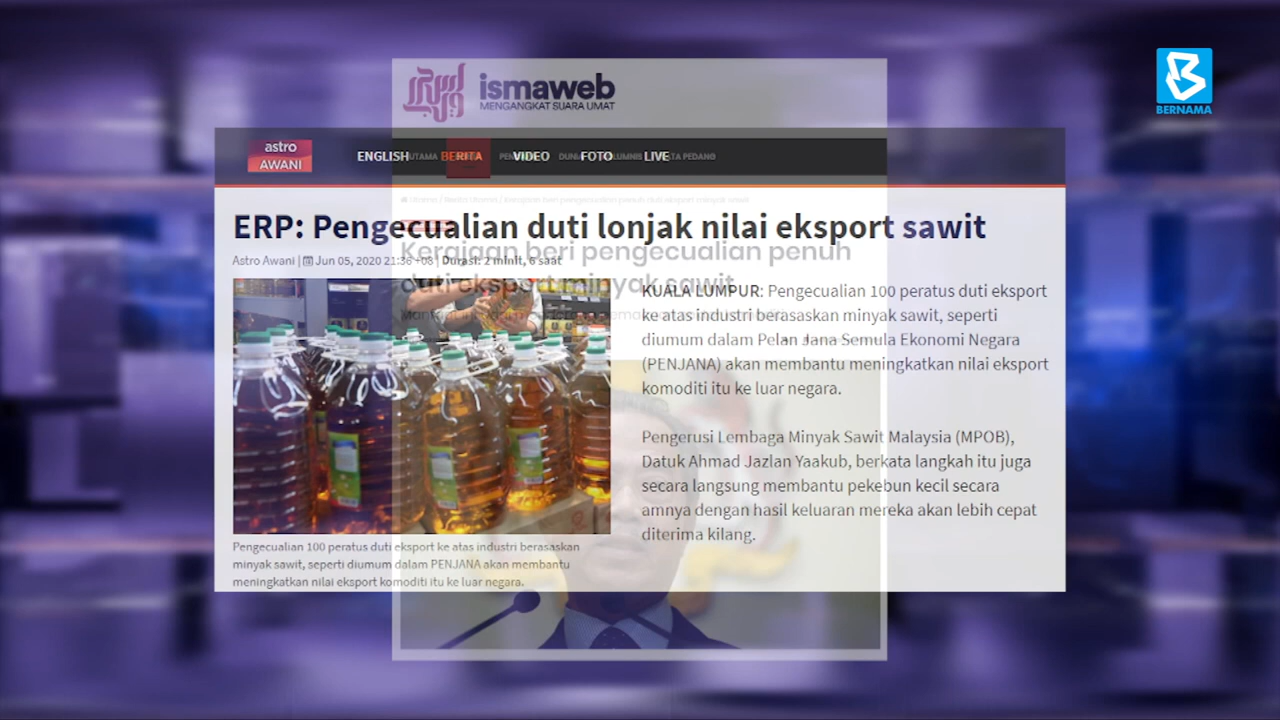 ismaweb
MENGANGKAT SUARA UMAT
BERNAMA
astro
AWANI
ENGLISH BERITA VIDEO FOTO LIVE
UTAMA
ERP: Pengecualian duti lonjak nilai eksport sawit
Kerajaan beri pengecualian penuh
duti eksport minyak sawit
Astro Awani | Jun 05, 2020 21:36 +08 | Durasi: 2 minit, 6 saat
KUALA LUMPUR: Pengecualian 100 peratus duti eksport
ke atas industri berasaskan minyak sawit, seperti
diumum dalam Pelan Jana Semula Ekonomi Negara
(PENJANA) akan membantu meningkatkan nilai eksport
komoditi itu ke luar negara.
Pengerusi Lembaga Minyak Sawit Malaysia (MPOB),
Datuk Ahmad Jazlan Yaakub, berkata langkah itu juga
secara langsung membantu pekebun kecil secara
amnya dengan hasil keluaran mereka akan lebih cepat
diterima kilang.
Pengecualian 100 peratus duti eksport ke atas industri berasaskan
minyak sawit, seperti diumum dalam PENJANA akan membantu
meningkatkan nilai eksport komoditi itu ke luar negara.